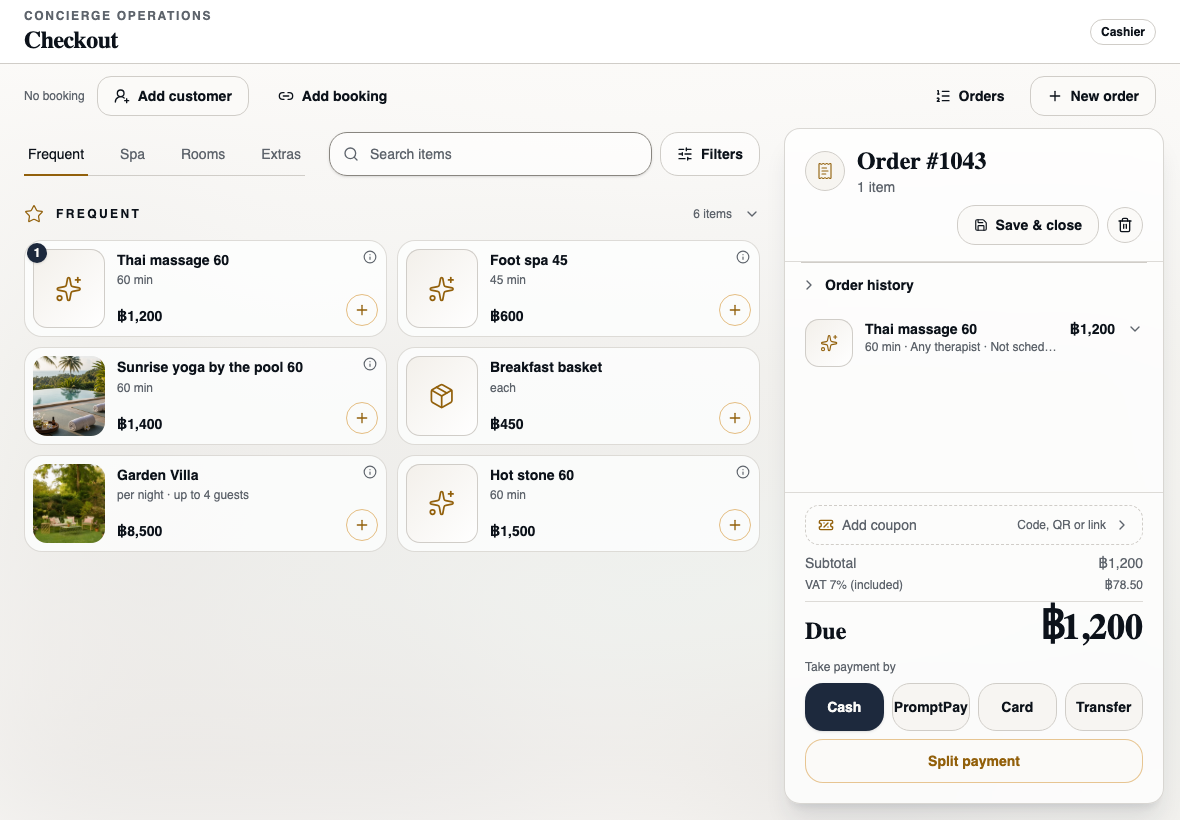 CONCIERGE OPERATIONS
Checkout
Cashier
No booking
Add customer
Add booking
Orders
New order
Frequent
Spa
Rooms
Extras
Search items
Filters
FREQUENT
6 items
1
Thai massage 60
60 min
฿1,200
Foot spa 45
45 min
฿600
Sunrise yoga by the pool 60
60 min
฿1,400
Breakfast basket
each
฿450
Garden Villa
per night · up to 4 guests
฿8,500
Hot stone 60
60 min
฿1,500
Order #1043
1 item
Save & close
Order history
Thai massage 60 ฿1,200
60 min · Any therapist · Not sched…
Add coupon Code, QR or link
Subtotal ฿1,200
VAT 7% (included) ฿78.50
Due ฿1,200
Take payment by
Cash
PromptPay
Card
Transfer
Split payment